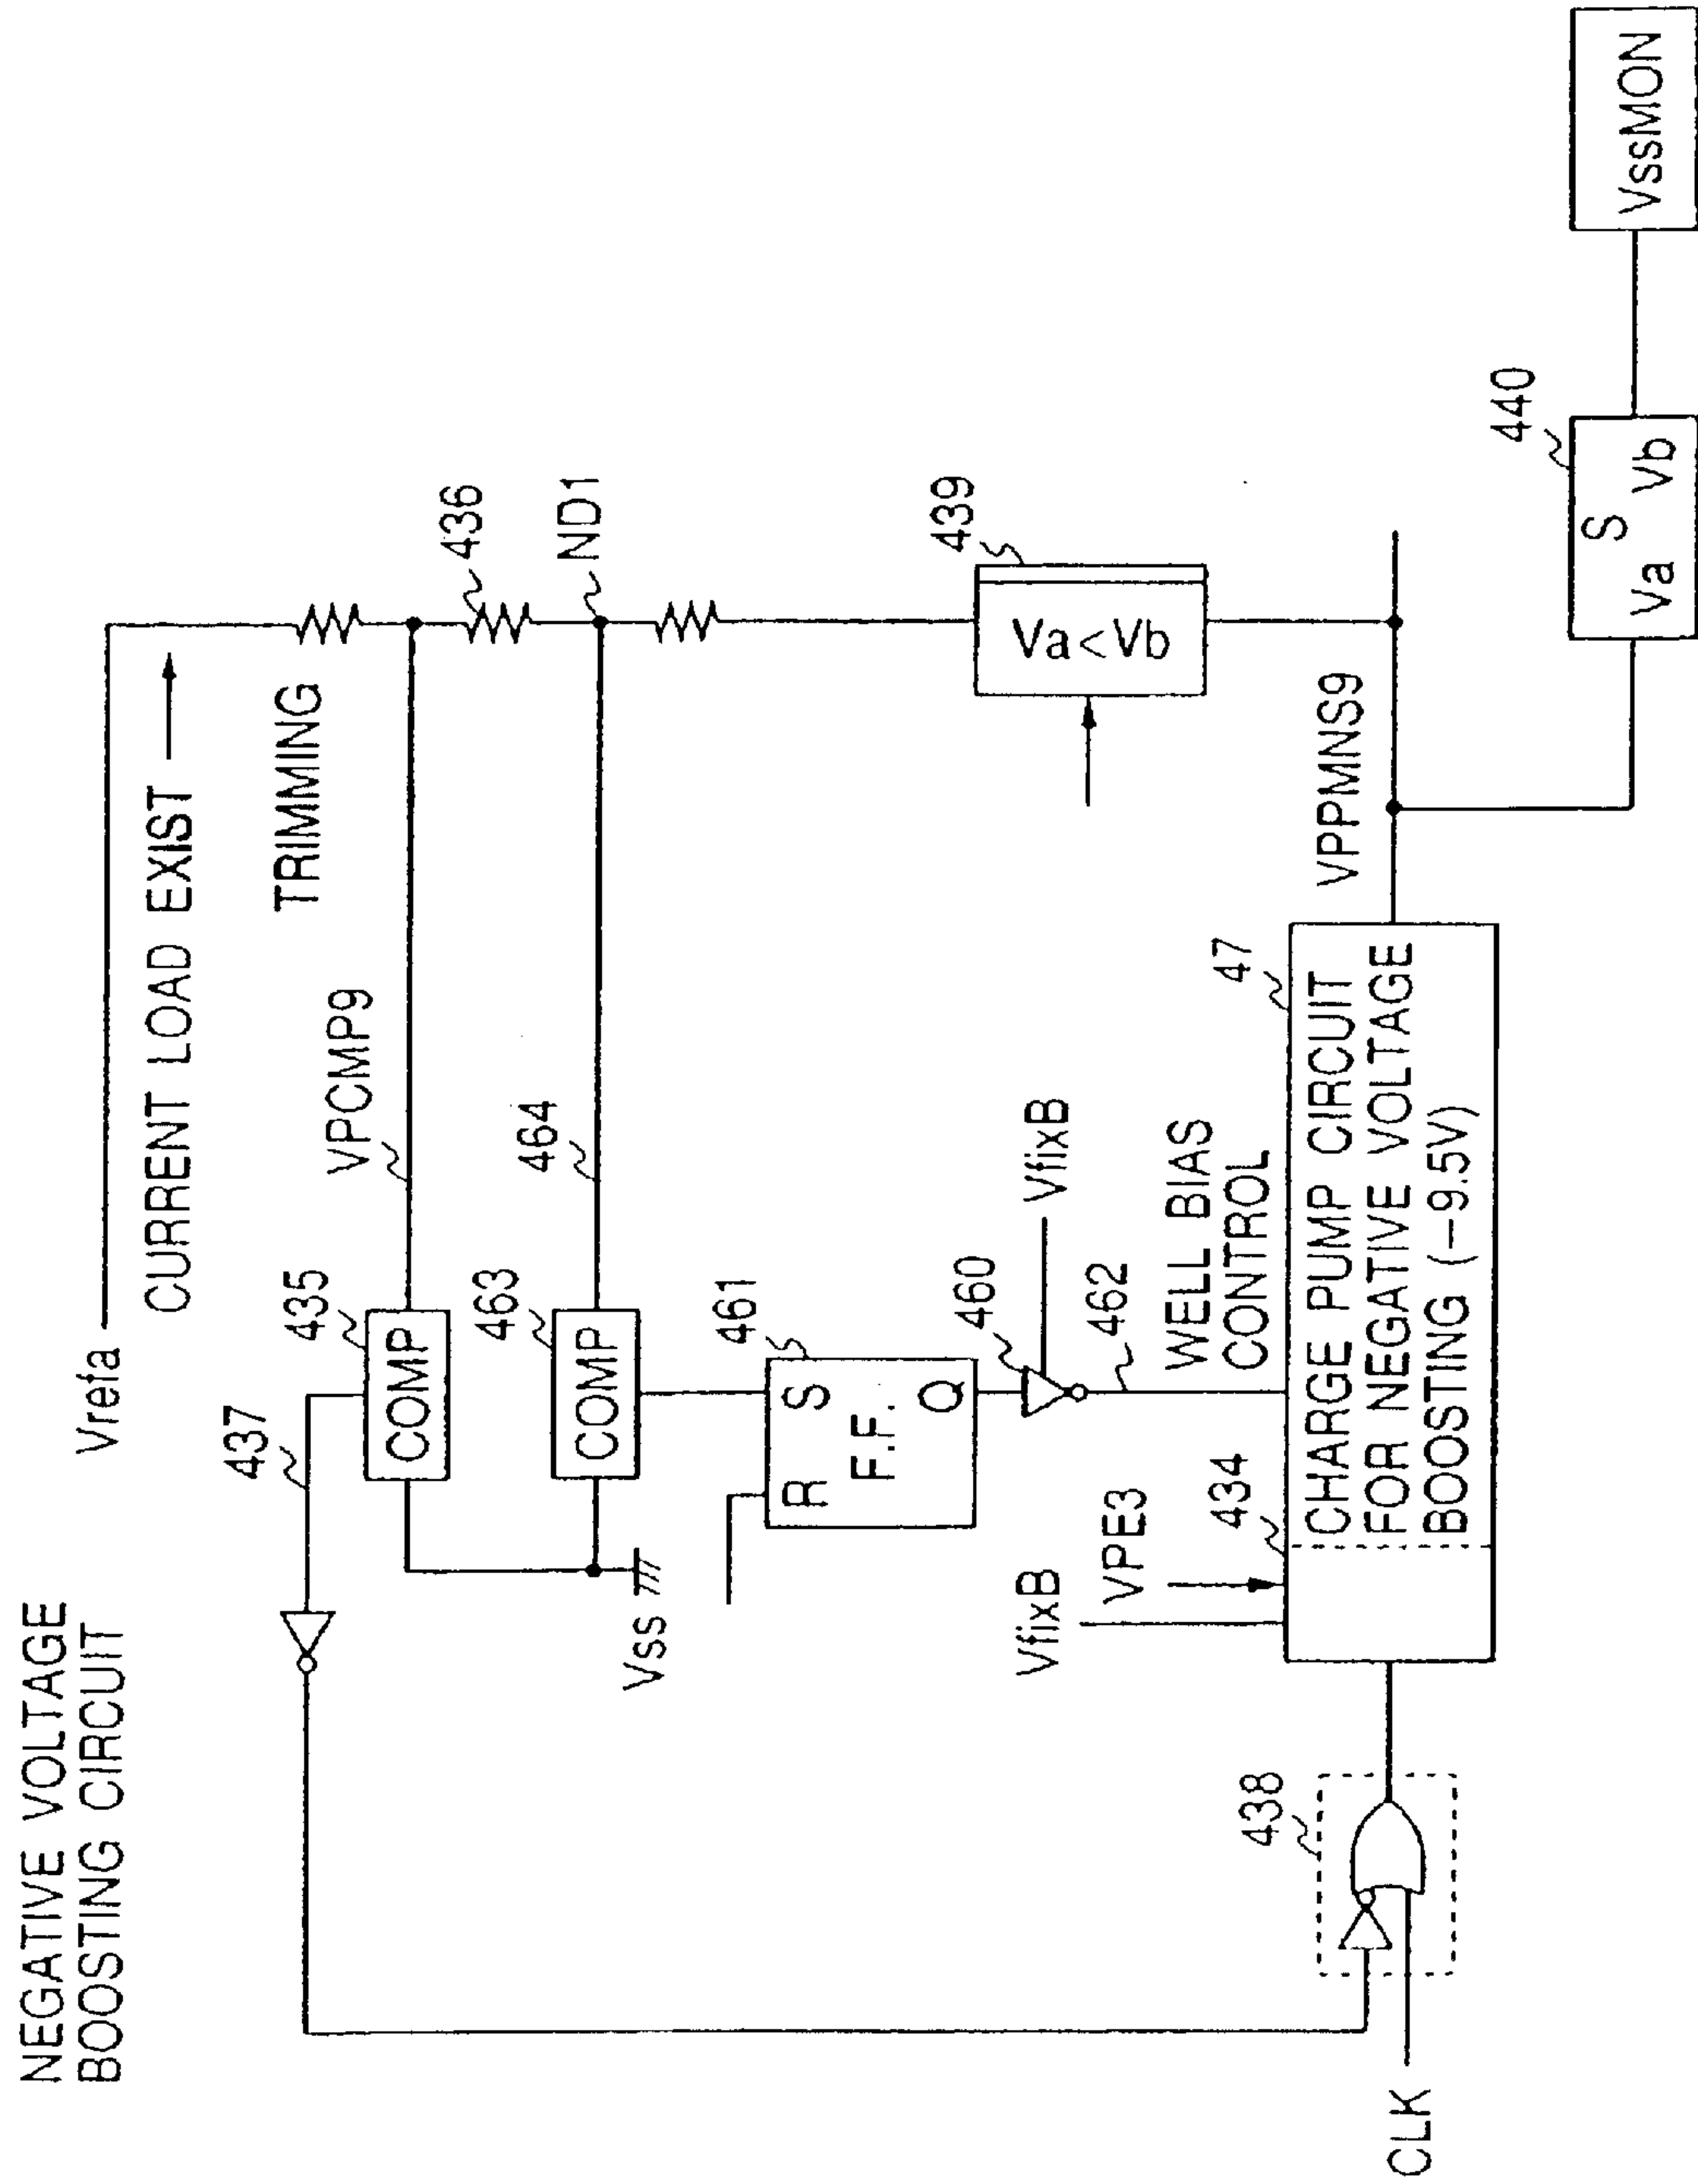 NEGATIVE VOLTAGE
BOOSTING CIRCUIT
Vrefa
CURRENT LOAD EXIST
437
435
COMP
VPCMP9
TRIMMING
436
463
COMP
464
ND1
Vss
461
R S
F.F.
Q
460
VfixB
462
WELL BIAS
CONTROL
439
Va<Vb
VfixB
VPE3
434
47
CHARGE PUMP CIRCUIT
FOR NEGATIVE VOLTAGE
BOOSTING (−9.5V)
VPPMNS9
438
CLK
440
S
Va Vb
VssMON